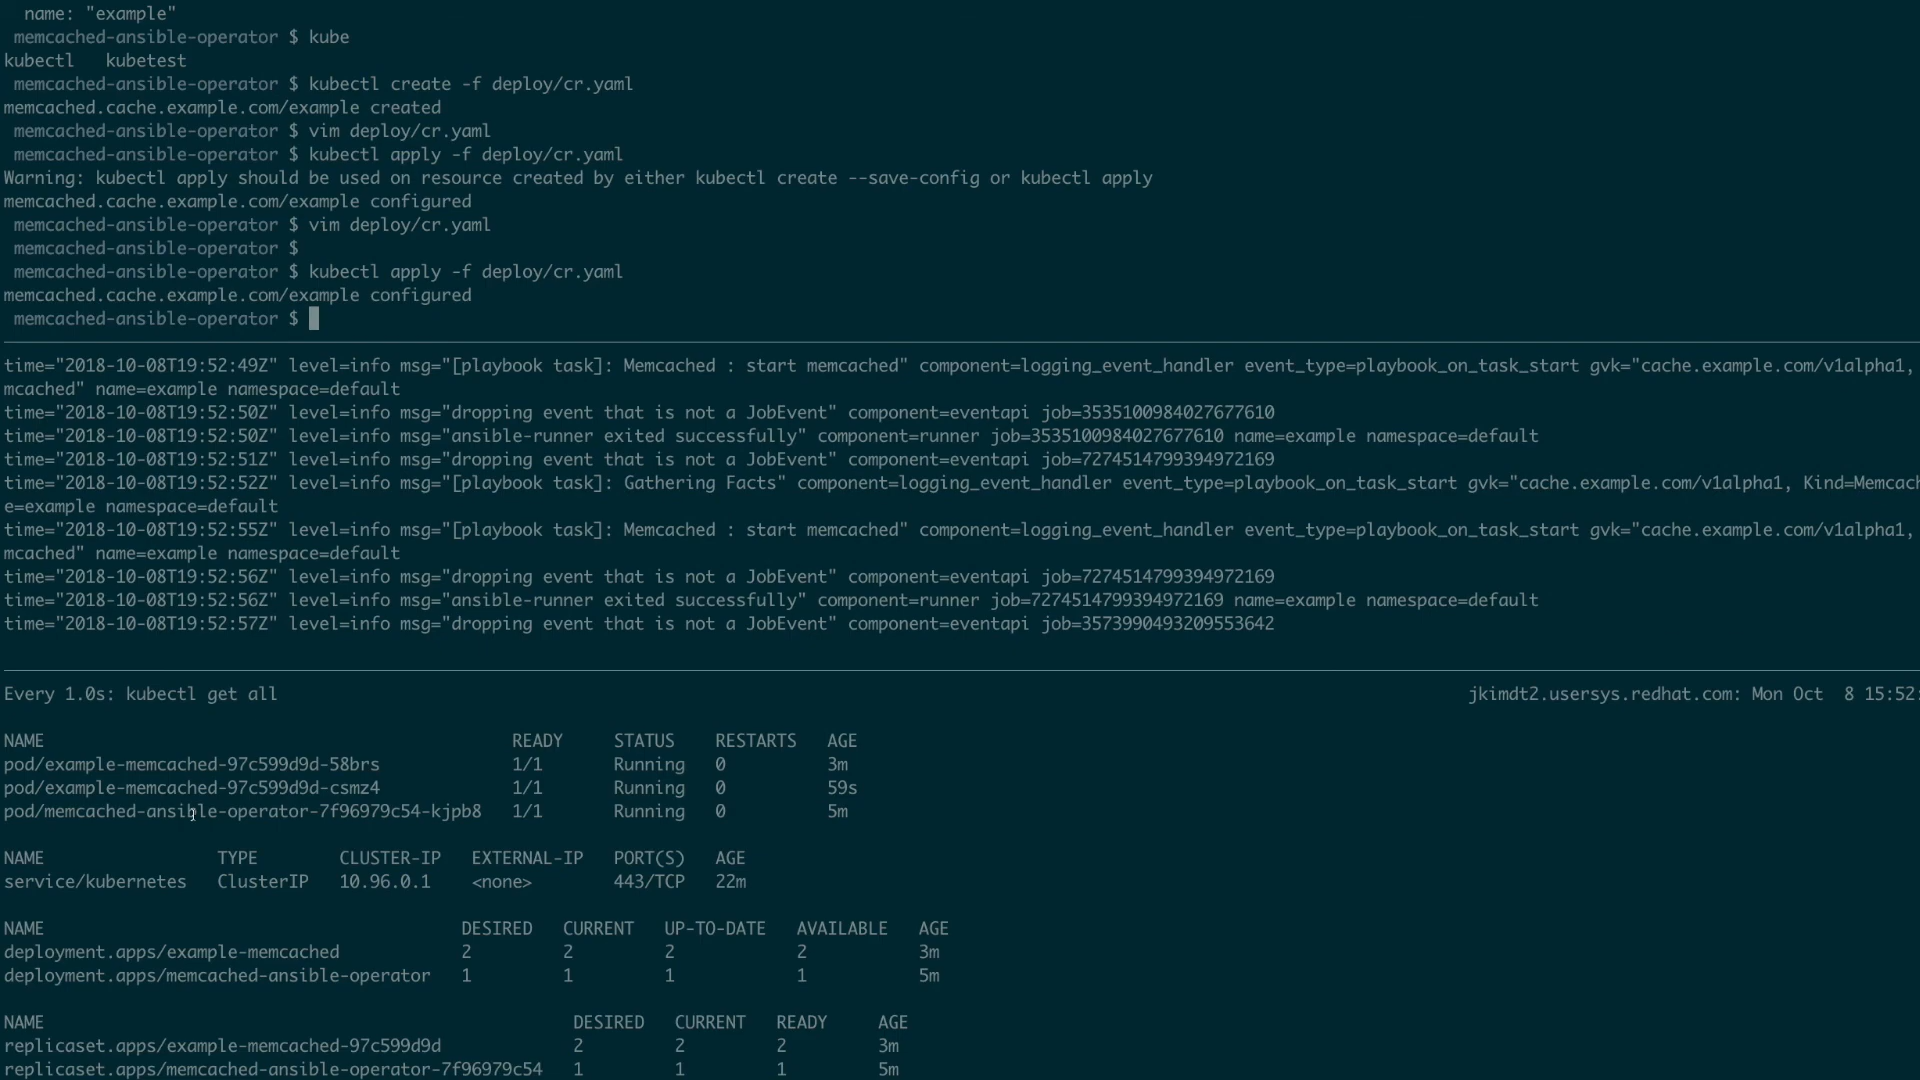 name: "example"
memcached-ansible-operator $ kube
kubectl   kubetest
memcached-ansible-operator $ kubectl create -f deploy/cr.yaml
memcached.cache.example.com/example created
memcached-ansible-operator $ vim deploy/cr.yaml
memcached-ansible-operator $ kubectl apply -f deploy/cr.yaml
Warning: kubectl apply should be used on resource created by either kubectl create --save-config or kubectl apply
memcached.cache.example.com/example configured
memcached-ansible-operator $ vim deploy/cr.yaml
memcached-ansible-operator $
memcached-ansible-operator $ kubectl apply -f deploy/cr.yaml
memcached.cache.example.com/example configured
memcached-ansible-operator $
time="2018-10-08T19:52:49Z" level=info msg="[playbook task]: Memcached : start memcached" component=logging_event_handler event_type=playbook_on_task_start gvk="cache.example.com/v1alpha1,
mcached" name=example namespace=default
time="2018-10-08T19:52:50Z" level=info msg="dropping event that is not a JobEvent" component=eventapi job=3535100984027677610
time="2018-10-08T19:52:50Z" level=info msg="ansible-runner exited successfully" component=runner job=3535100984027677610 name=example namespace=default
time="2018-10-08T19:52:51Z" level=info msg="dropping event that is not a JobEvent" component=eventapi job=7274514799394972169
time="2018-10-08T19:52:52Z" level=info msg="[playbook task]: Gathering Facts" component=logging_event_handler event_type=playbook_on_task_start gvk="cache.example.com/v1alpha1, Kind=Memcach
e=example namespace=default
time="2018-10-08T19:52:55Z" level=info msg="[playbook task]: Memcached : start memcached" component=logging_event_handler event_type=playbook_on_task_start gvk="cache.example.com/v1alpha1,
mcached" name=example namespace=default
time="2018-10-08T19:52:56Z" level=info msg="dropping event that is not a JobEvent" component=eventapi job=7274514799394972169
time="2018-10-08T19:52:56Z" level=info msg="ansible-runner exited successfully" component=runner job=7274514799394972169 name=example namespace=default
time="2018-10-08T19:52:57Z" level=info msg="dropping event that is not a JobEvent" component=eventapi job=3573990493209553642
Every 1.0s: kubectl get all   jkimdt2.usersys.redhat.com: Mon Oct  8 15:52:
NAME   READY   STATUS   RESTARTS   AGE
pod/example-memcached-97c599d9d-58brs   1/1   Running   0   3m
pod/example-memcached-97c599d9d-csmz4   1/1   Running   0   59s
pod/memcached-ansible-operator-7f96979c54-kjpb8   1/1   Running   0   5m
NAME   TYPE   CLUSTER-IP   EXTERNAL-IP   PORT(S)   AGE
service/kubernetes   ClusterIP   10.96.0.1   <none>   443/TCP   22m
NAME   DESIRED   CURRENT   UP-TO-DATE   AVAILABLE   AGE
deployment.apps/example-memcached   2   2   2   2   3m
deployment.apps/memcached-ansible-operator   1   1   1   1   5m
NAME   DESIRED   CURRENT   READY   AGE
replicaset.apps/example-memcached-97c599d9d   2   2   2   3m
replicaset.apps/memcached-ansible-operator-7f96979c54   1   1   1   5m